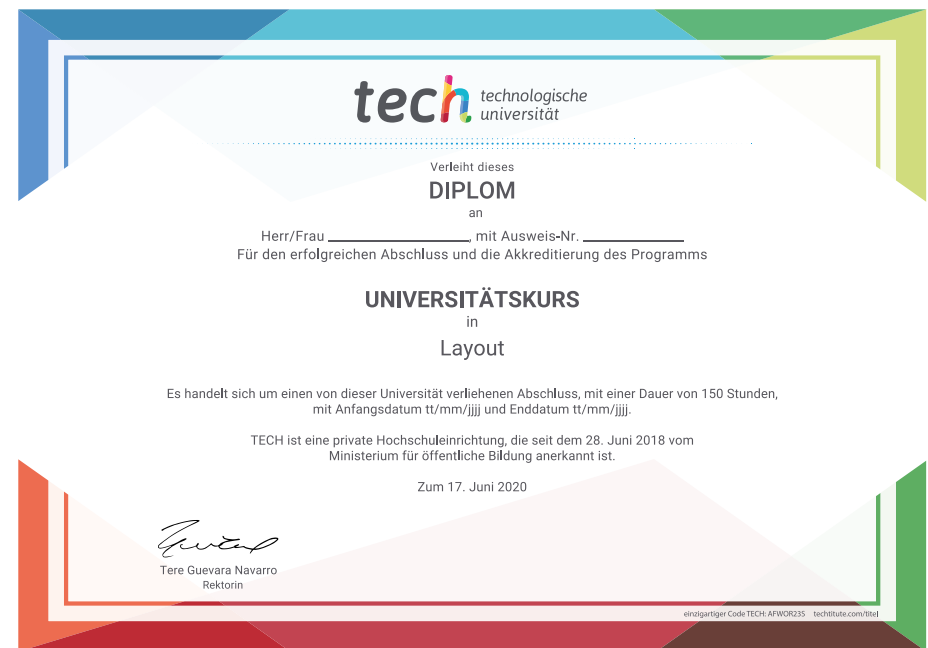 tech technologische
universität
Verleiht dieses
DIPLOM
an
Herr/Frau ____________, mit Ausweis-Nr. ____________
Für den erfolgreichen Abschluss und die Akkreditierung des Programms
UNIVERSITÄTSKURS
in
Layout
Es handelt sich um einen von dieser Universität verliehenen Abschluss, mit einer Dauer von 150 Stunden,
mit Anfangsdatum tt/mm/jjjj und Enddatum tt/mm/jjjj.
TECH ist eine private Hochschuleinrichtung, die seit dem 28. Juni 2018 vom
Ministerium für öffentliche Bildung anerkannt ist.
Zum 17. Juni 2020
Tere Guevara Navarro
Rektorin
einzigartiger Code TECH: AFWOR23S techtitute.com/titel